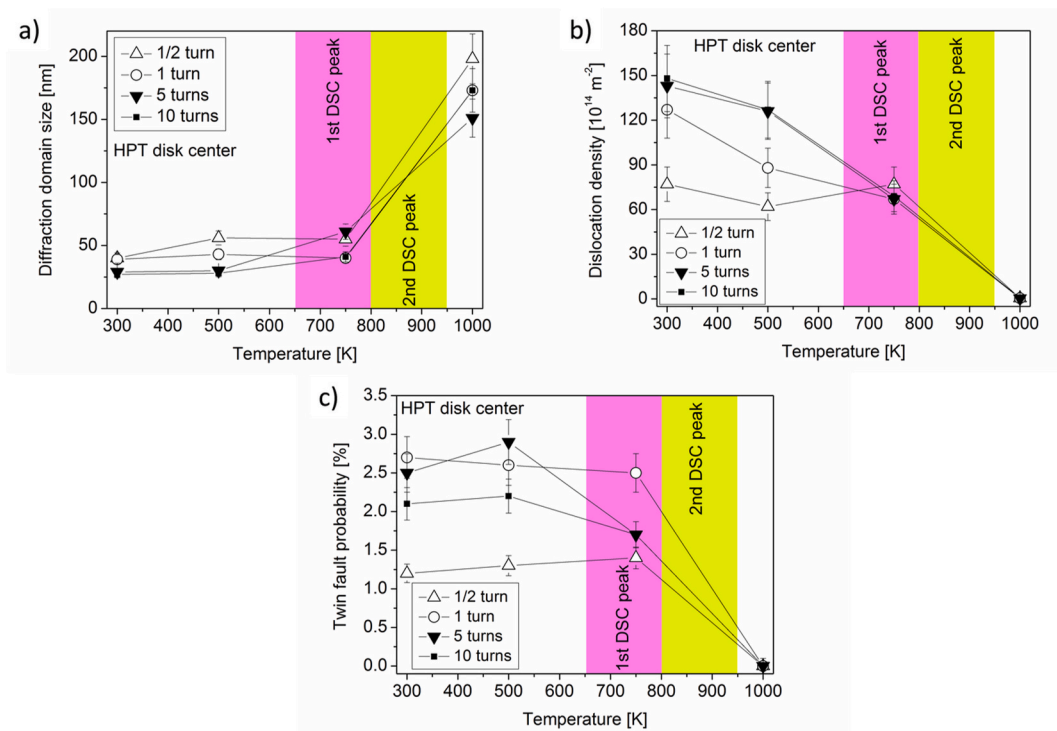 a)
1/2 turn
1 turn
5 turns
10 turns
HPT disk center
1st DSC peak
2nd DSC peak
Diffraction domain size [nm]
200
150
100
50
0
300 400 500 600 700 800 900 1000
Temperature [K]
b)
HPT disk center
1st DSC peak
2nd DSC peak
Dislocation density [10¹⁴ m⁻²]
180
150
120
90
60
30
0
1/2 turn
1 turn
5 turns
10 turns
300 400 500 600 700 800 900 1000
Temperature [K]
c)
HPT disk center
2nd DSC peak
1st DSC peak
Twin fault probability [%]
3.5
3.0
2.5
2.0
1.5
1.0
0.5
0.0
1/2 turn
1 turn
5 turns
10 turns
300 400 500 600 700 800 900 1000
Temperature [K]